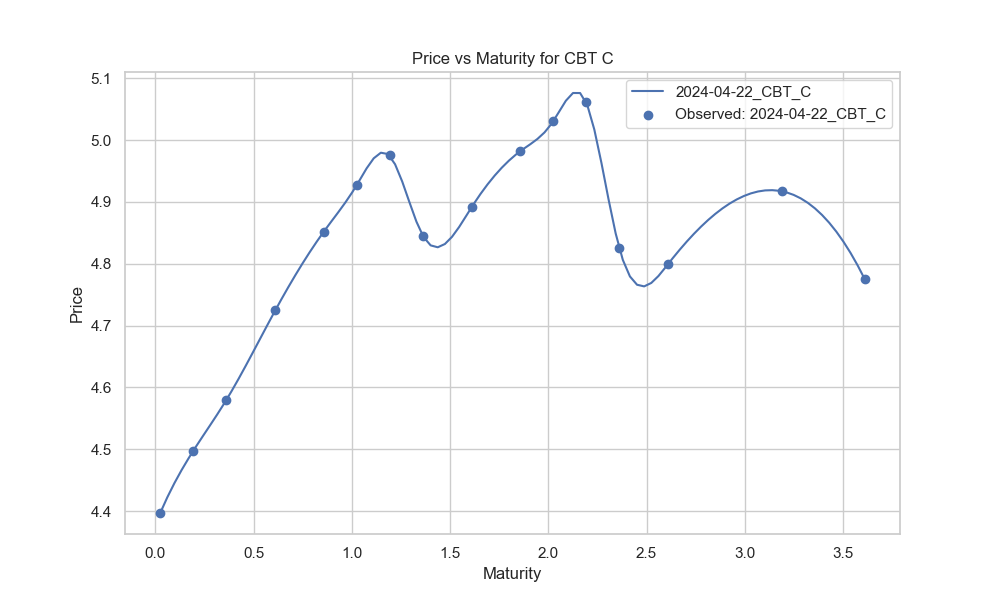 Price vs Maturity for CBT C
2024-04-22_CBT_C
Observed: 2024-04-22_CBT_C
5.1
5.0
4.9
4.8
4.7
4.6
4.5
4.4
Price
0.0 0.5 1.0 1.5 2.0 2.5 3.0 3.5
Maturity